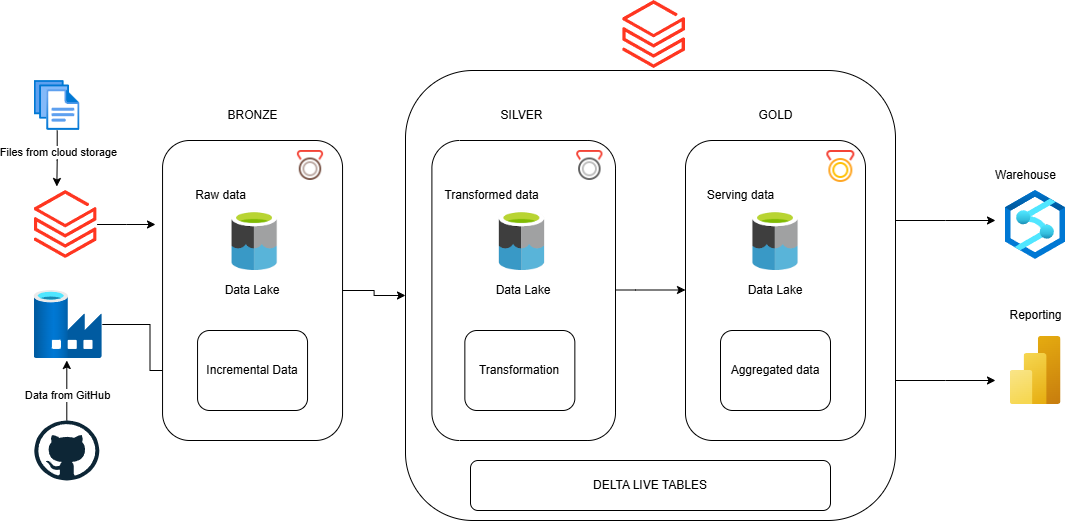 BRONZE
SILVER
GOLD
Files from cloud storage
Raw data
Transformed data
Serving data
Warehouse
Data Lake
Data Lake
Data Lake
Reporting
Incremental Data
Transformation
Aggregated data
Data from GitHub
DELTA LIVE TABLES